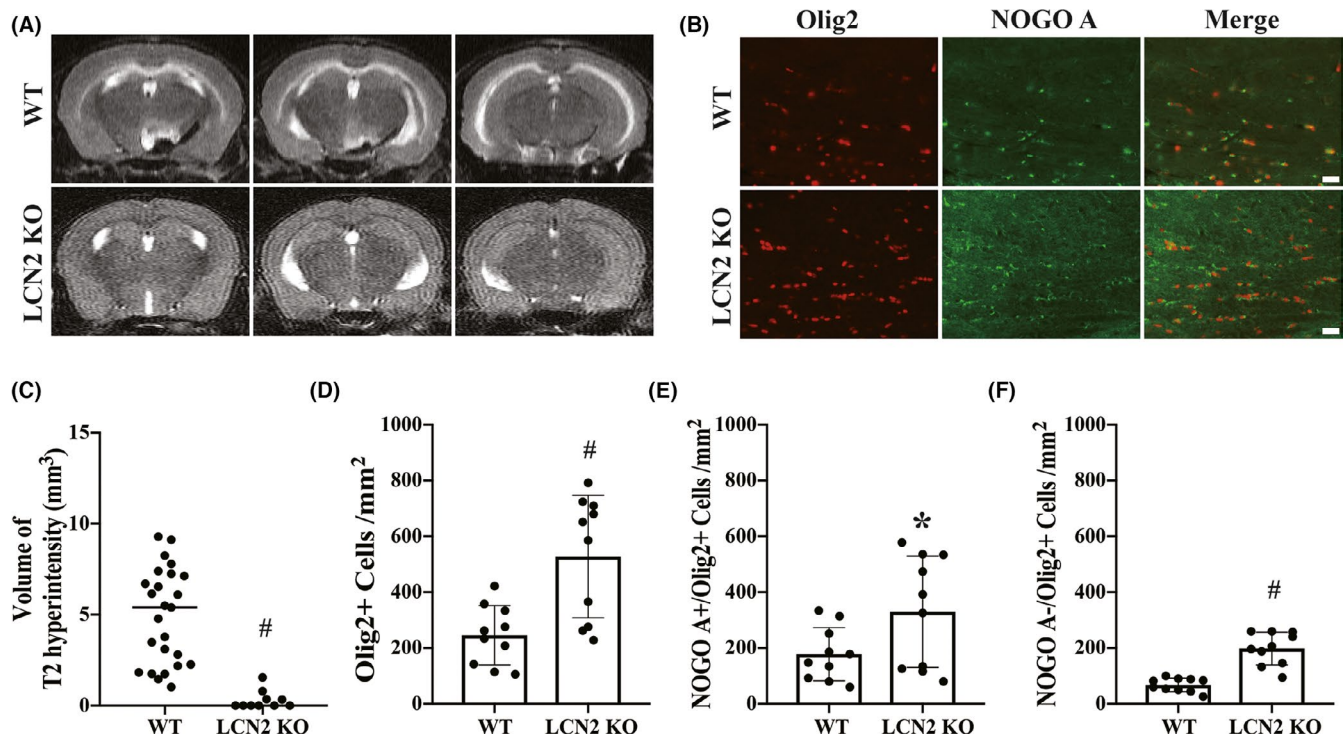 (A)
WT
LCN2 KO
(B)
Olig2
NOGO A
Merge
WT
LCN2 KO
(C)
Volume of
T2 hyperintensity (mm³)
15
10
5
0
#
WT
LCN2 KO
(D)
Olig2+ Cells /mm²
1000
800
600
400
200
0
#
WT
LCN2 KO
(E)
NOGO A+/Olig2+ Cells /mm²
1000
800
600
400
200
0
*
WT
LCN2 KO
(F)
NOGO A-/Olig2+ Cells /mm²
1000
800
600
400
200
0
#
WT
LCN2 KO